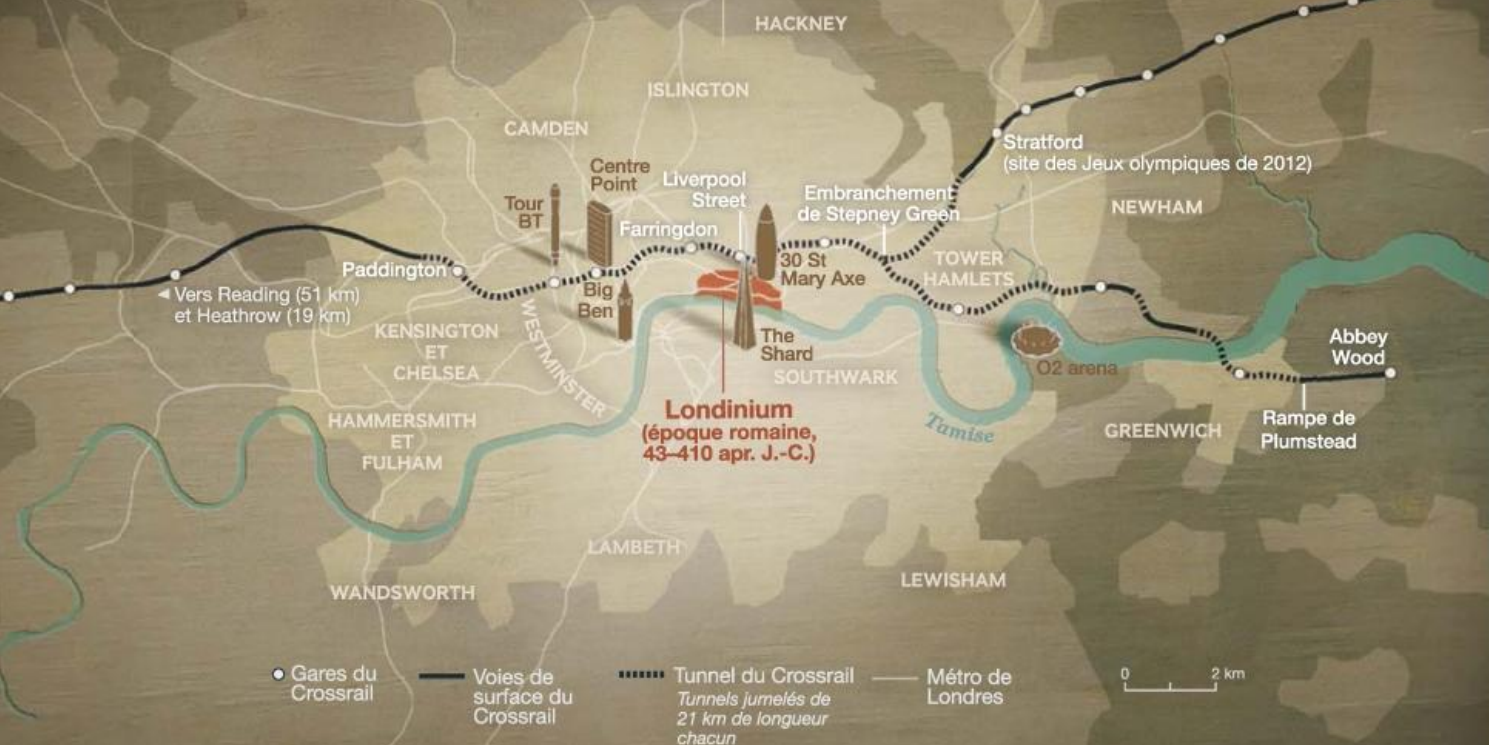 HACKNEY
ISLINGTON
CAMDEN
Centre
Point
Liverpool
Street
Tour
BT
Farringdon
Embranchement
de Stepney Green
Stratford
(site des Jeux olympiques de 2012)
NEWHAM
Paddington
30 St
Mary Axe
TOWER
HAMLETS
Big
Ben
◄ Vers Reading (51 km)
et Heathrow (19 km)
KENSINGTON
ET
CHELSEA
WESTMINSTER
The
Shard
SOUTHWARK
O2 arena
Abbey
Wood
HAMMERSMITH
ET
FULHAM
Londinium
(époque romaine,
43–410 apr. J.-C.)
Tamise
GREENWICH
Rampe de
Plumstead
LAMBETH
WANDSWORTH
LEWISHAM
Gares du
Crossrail
Voies de
surface du
Crossrail
Tunnel du Crossrail
Tunnels jumelés de
21 km de longueur
chacun
Métro de
Londres
0 2 km